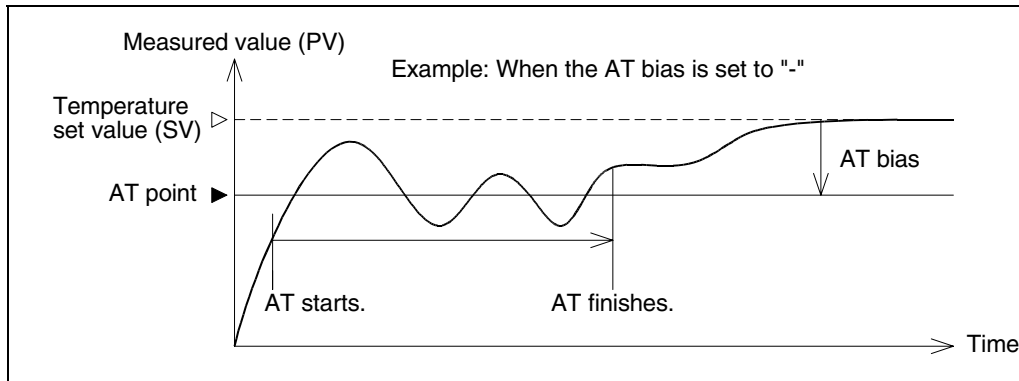 Measured value (PV)
Example: When the AT bias is set to "-"
Temperature
set value (SV)
AT bias
AT point
AT starts.
AT finishes.
Time